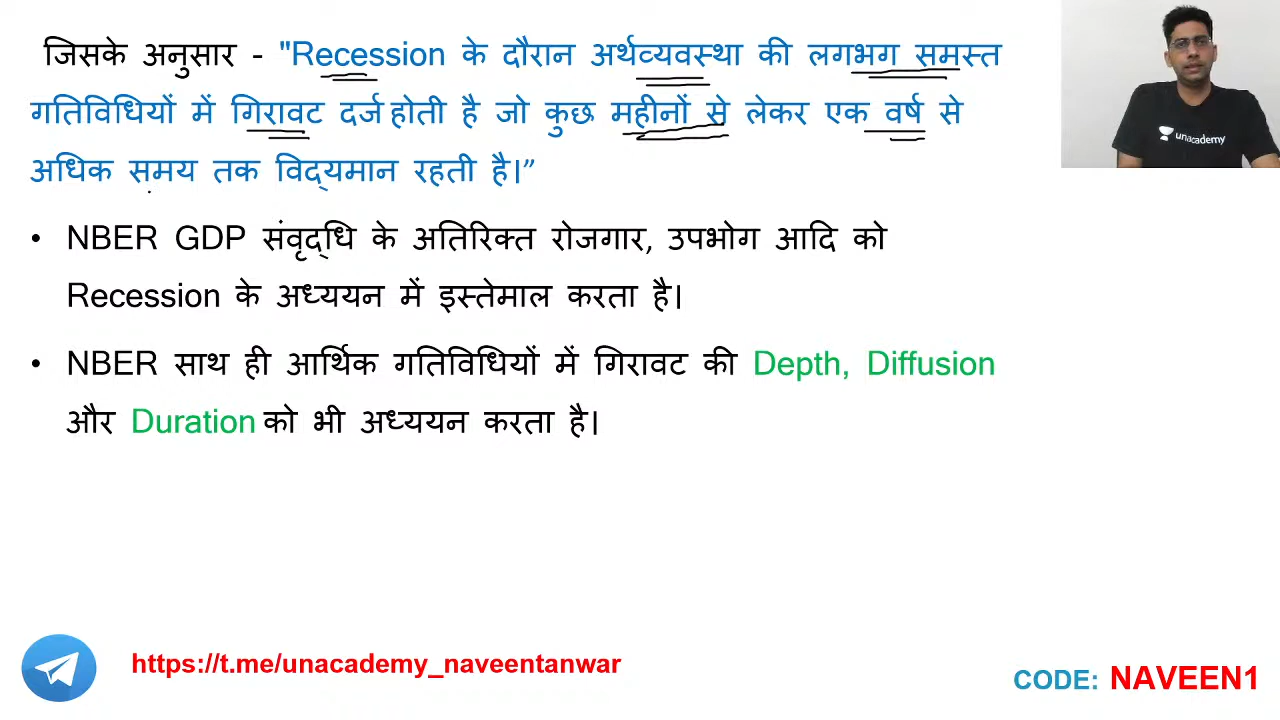 जिसके अनुसार - "Recession के दौरान अर्थव्यवस्था की लगभग समस्त
गतिविधियों में गिरावट दर्ज होती है जो कुछ महीनों से लेकर एक वर्ष से
अधिक समय तक विद्यमान रहती है।”
• NBER GDP संवृद्धि के अतिरिक्त रोजगार, उपभोग आदि को
Recession के अध्ययन में इस्तेमाल करता है।
• NBER साथ ही आर्थिक गतिविधियों में गिरावट की Depth, Diffusion
और Duration को भी अध्ययन करता है।
unacademy
https://t.me/unacademy_naveentanwar
CODE: NAVEEN1